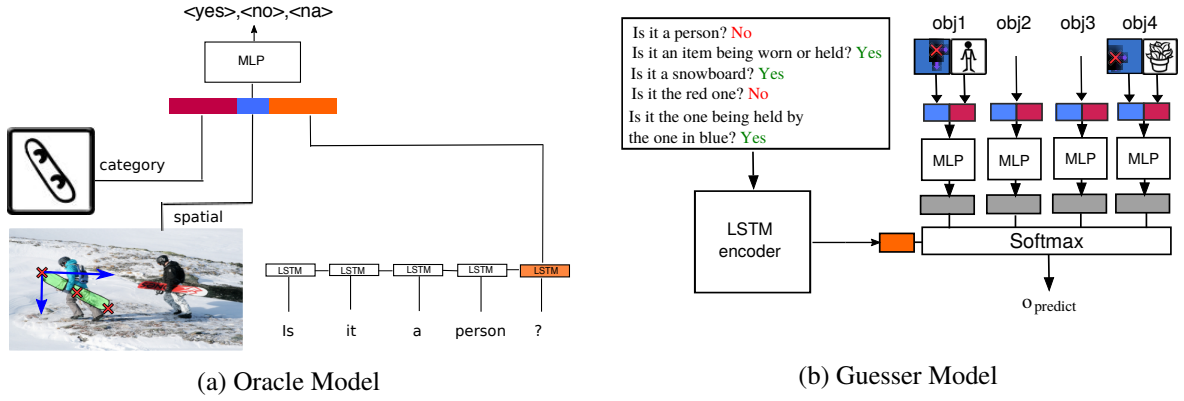 <yes>,<no>,<na>
MLP
category
spatial
LSTM LSTM LSTM LSTM LSTM
Is it a person ?
(a) Oracle Model
Is it a person? No
Is it an item being worn or held? Yes
Is it a snowboard? Yes
Is it the red one? No
Is it the one being held by
the one in blue? Yes
obj1 obj2 obj3 obj4
MLP MLP MLP MLP
LSTM
encoder
Softmax
o predict
(b) Guesser Model